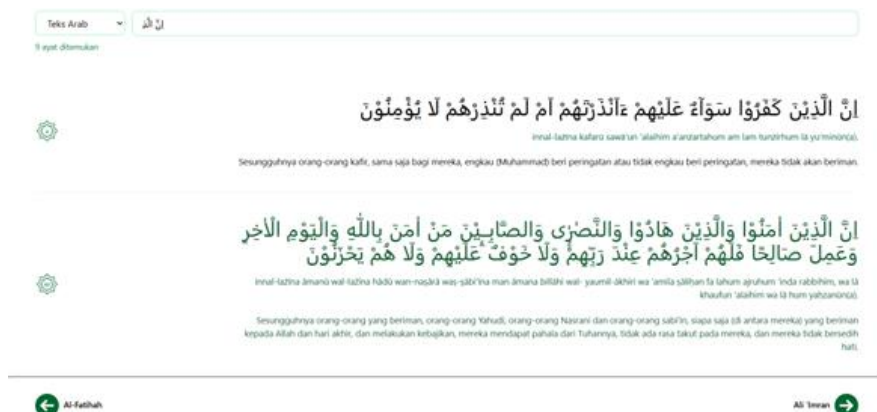 Teks Arab
اِنَّ الَّذ
9 ayat ditemukan
اِنَّ الَّذِيْنَ كَفَرُوْا سَوَاۤءٌ عَلَيْهِمْ ءَاَنْذَرْتَهُمْ اَمْ لَمْ تُنْذِرْهُمْ لَا يُؤْمِنُوْنَ
innal-lażīna kafarū sawā'un 'alaihim a'anżartahum am lam tunżirhum lā yu'minūn(a).
Sesungguhnya orang-orang kafir, sama saja bagi mereka, engkau (Muhammad) beri peringatan atau tidak engkau beri peringatan, mereka tidak akan beriman.
اِنَّ الَّذِيْنَ اٰمَنُوْا وَالَّذِيْنَ هَادُوْا وَالنَّصٰرٰى وَالصَّابِـِٕيْنَ مَنْ اٰمَنَ بِاللّٰهِ وَالْيَوْمِ الْاٰخِرِ
وَعَمِلَ صَالِحًا فَلَهُمْ اَجْرُهُمْ عِنْدَ رَبِّهِمْۚ وَلَا خَوْفٌ عَلَيْهِمْ وَلَا هُمْ يَحْزَنُوْنَ
innal-lażīna āmanū wal-lażīna hādū wan-naṣārā waṣ-ṣābi'īna man āmana billāhi wal- yaumil-ākhiri wa 'amila ṣāliḥan fa lahum ajruhum 'inda rabbihim, wa lā
khaufun 'alaihim wa lā hum yaḥzanūn(a).
Sesungguhnya orang-orang yang beriman, orang-orang Yahudi, orang-orang Nasrani dan orang-orang sabi'in, siapa saja (di antara mereka) yang beriman
kepada Allah dan hari akhir, dan melakukan kebajikan, mereka mendapat pahala dari Tuhannya, tidak ada rasa takut pada mereka, dan mereka tidak bersedih
hati.
Al-Fatihah
Ali 'Imran